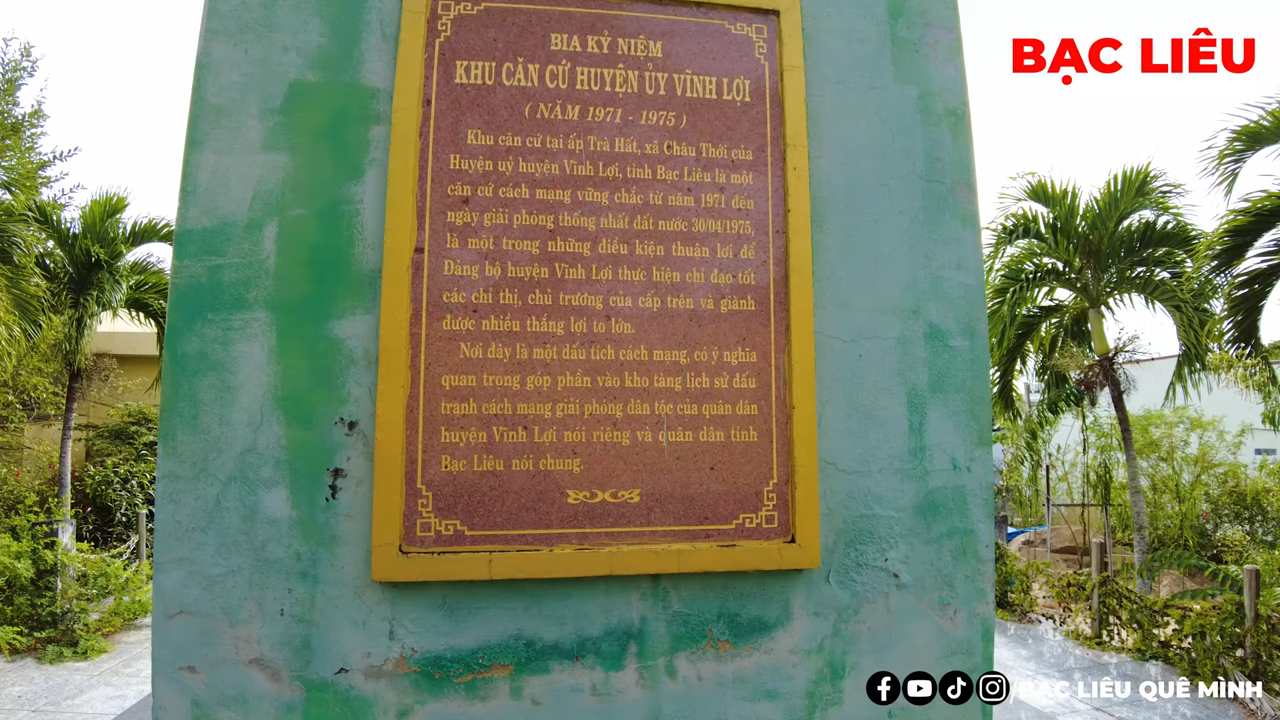 BẠC LIÊU
BIA KỶ NIỆM
KHU CĂN CỨ HUYỆN ỦY VĨNH LỢI
( NĂM 1971 - 1975 )
Khu căn cứ tại ấp Trà Hất, xã Châu Thới của
Huyện uỷ huyện Vĩnh Lợi, tỉnh Bạc Liêu là một
căn cứ cách mạng vững chắc từ năm 1971 đến
ngày giải phóng thống nhất đất nước 30/04/1975,
là một trong những điều kiện thuận lơi để
Đảng bộ huyện Vĩnh Lợi thực hiện chỉ đạo tốt
các chỉ thị, chủ trương của cấp trên và giành
được nhiều thắng lợi to lớn.
Nơi đây là một dấu tích cách mạng, có ý nghĩa
quan trọng góp phần vào kho tàng lịch sử đấu
tranh cách mạng giải phóng dân tộc của quân dân
huyện Vĩnh Lợi nói riêng và quân dân tỉnh
Bạc Liêu nói chung.
/BẠC LIÊU QUÊ MÌNH